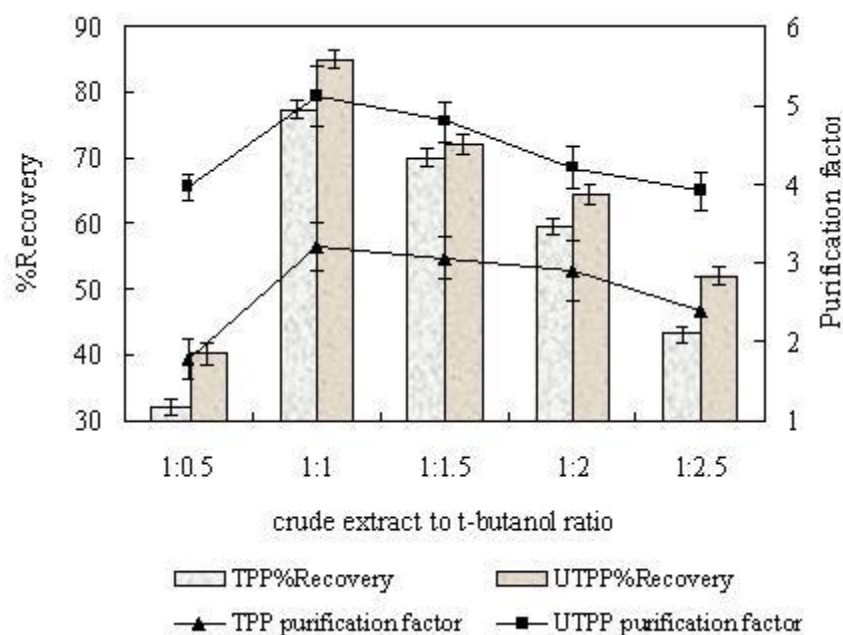 90
80
70
60
50
40
30
%Recovery
6
5
4
3
2
1
Purification factor
1:0.5 1:1 1:1.5 1:2 1:2.5
crude extract to t-butanol ratio
TPP%Recovery UTPP%Recovery
TPP purification factor UTPP purification factor